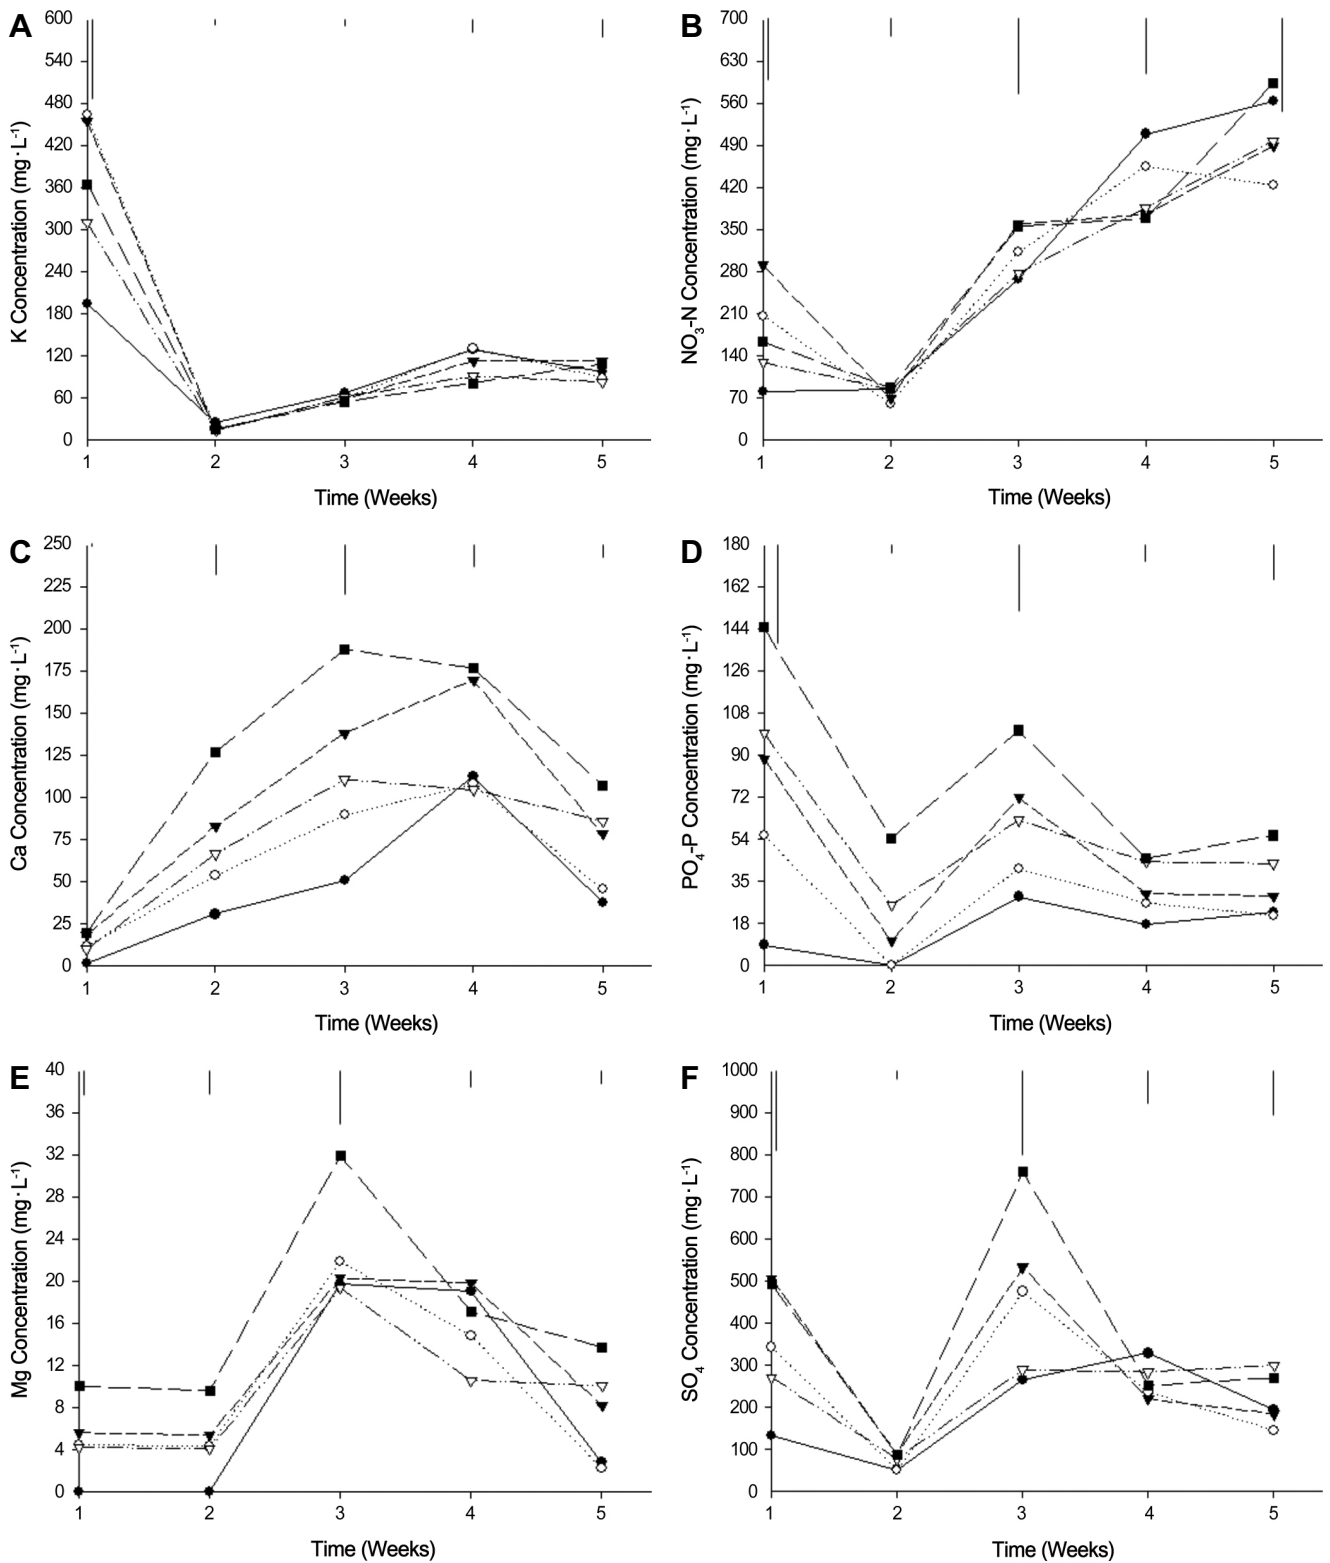 A
600
540
480
420
360
300
240
180
120
60
0
K Concentration (mg·L⁻¹)
1 2 3 4 5
Time (Weeks)
B
700
630
560
490
420
350
280
210
140
70
0
NO₃-N Concentration (mg·L⁻¹)
1 2 3 4 5
Time (Weeks)
C
250
225
200
175
150
125
100
75
50
25
0
Ca Concentration (mg·L⁻¹)
1 2 3 4 5
Time (Weeks)
D
180
162
144
126
108
90
72
54
35
18
0
PO₄-P Concentration (mg·L⁻¹)
1 2 3 4 5
Time (Weeks)
E
40
36
32
28
24
20
16
12
8
4
0
Mg Concentration (mg·L⁻¹)
1 2 3 4 5
Time (Weeks)
F
1000
900
800
700
600
500
400
300
200
100
0
SO₄ Concentration (mg·L⁻¹)
1 2 3 4 5
Time (Weeks)